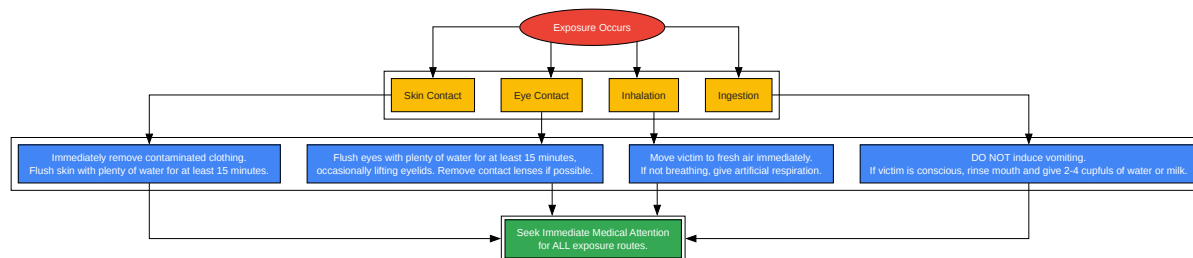 Exposure Occurs
Skin Contact
Eye Contact
Inhalation
Ingestion
Immediately remove contaminated clothing.
Flush skin with plenty of water for at least 15 minutes.
Flush eyes with plenty of water for at least 15 minutes,
occasionally lifting eyelids. Remove contact lenses if possible.
Move victim to fresh air immediately.
If not breathing, give artificial respiration.
DO NOT induce vomiting.
If victim is conscious, rinse mouth and give 2-4 cupfuls of water or milk.
Seek Immediate Medical Attention
for ALL exposure routes.